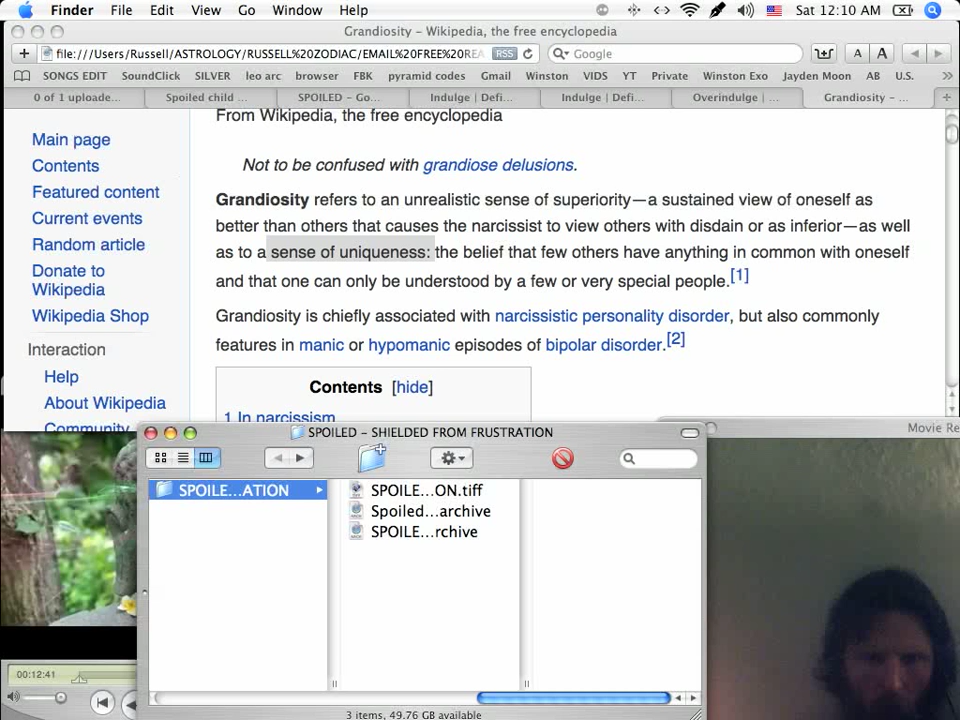 Finder File Edit View Go Window Help Sat 12:10 AM
Grandiosity – Wikipedia, the free encyclopedia
file:///Users/Russell/ASTROLOGY/RUSSELL%20ZODIAC/EMAIL%20FREE%20REA RSS Google A A
SONGS EDIT SoundClick SILVER leo arc browser FBK pyramid codes Gmail Winston VIDS YT Private Winston Exo Jayden Moon AB U.S. »
0 of 1 uploade... Spoiled child ... SPOILED – Go... Indulge | Defi... Indulge | Defi... Overindulge | ... Grandiosity – ...
From Wikipedia, the free encyclopedia
Main page
Contents
Featured content
Current events
Random article
Donate to
Wikipedia
Wikipedia Shop
Interaction
Help
About Wikipedia
Community
Not to be confused with grandiose delusions.
Grandiosity refers to an unrealistic sense of superiority—a sustained view of oneself as
better than others that causes the narcissist to view others with disdain or as inferior—as well
as to a sense of uniqueness: the belief that few others have anything in common with oneself
and that one can only be understood by a few or very special people.[1]
Grandiosity is chiefly associated with narcissistic personality disorder, but also commonly
features in manic or hypomanic episodes of bipolar disorder.[2]
Contents [hide]
1 In narcissism
SPOILED – SHIELDED FROM FRUSTRATION
Movie Re
SPOILE...ATION
SPOILE...ON.tiff
Spoiled...archive
SPOILE...rchive
00:12:41
3 items, 49.76 GB available